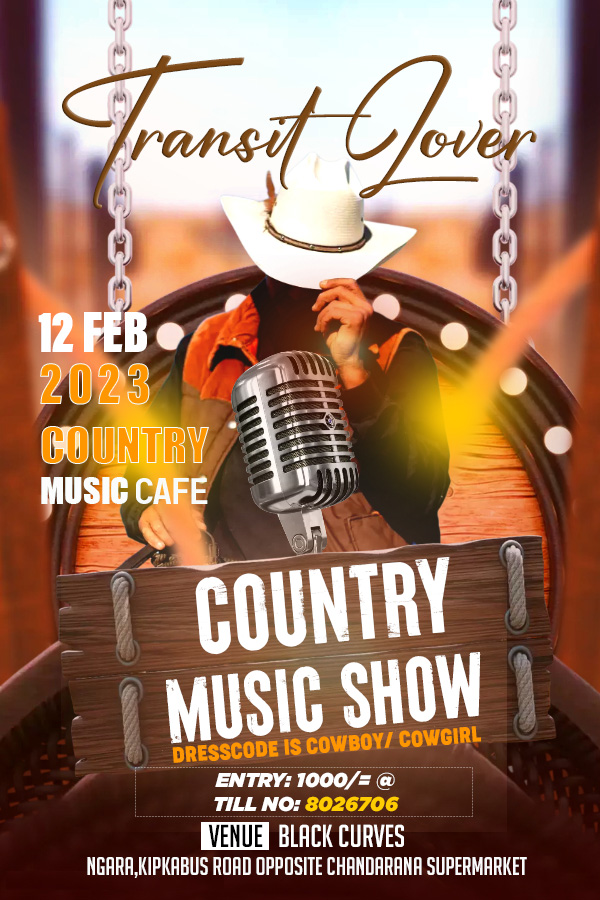 Transit Lover
12 FEB
2023
COUNTRY
MUSIC CAFE
COUNTRY
MUSIC SHOW
DRESSCODE IS COWBOY/ COWGIRL
ENTRY: 1000/= @
TILL NO: 8026706
VENUE BLACK CURVES
NGARA,KIPKABUS ROAD OPPOSITE CHANDARANA SUPERMARKET